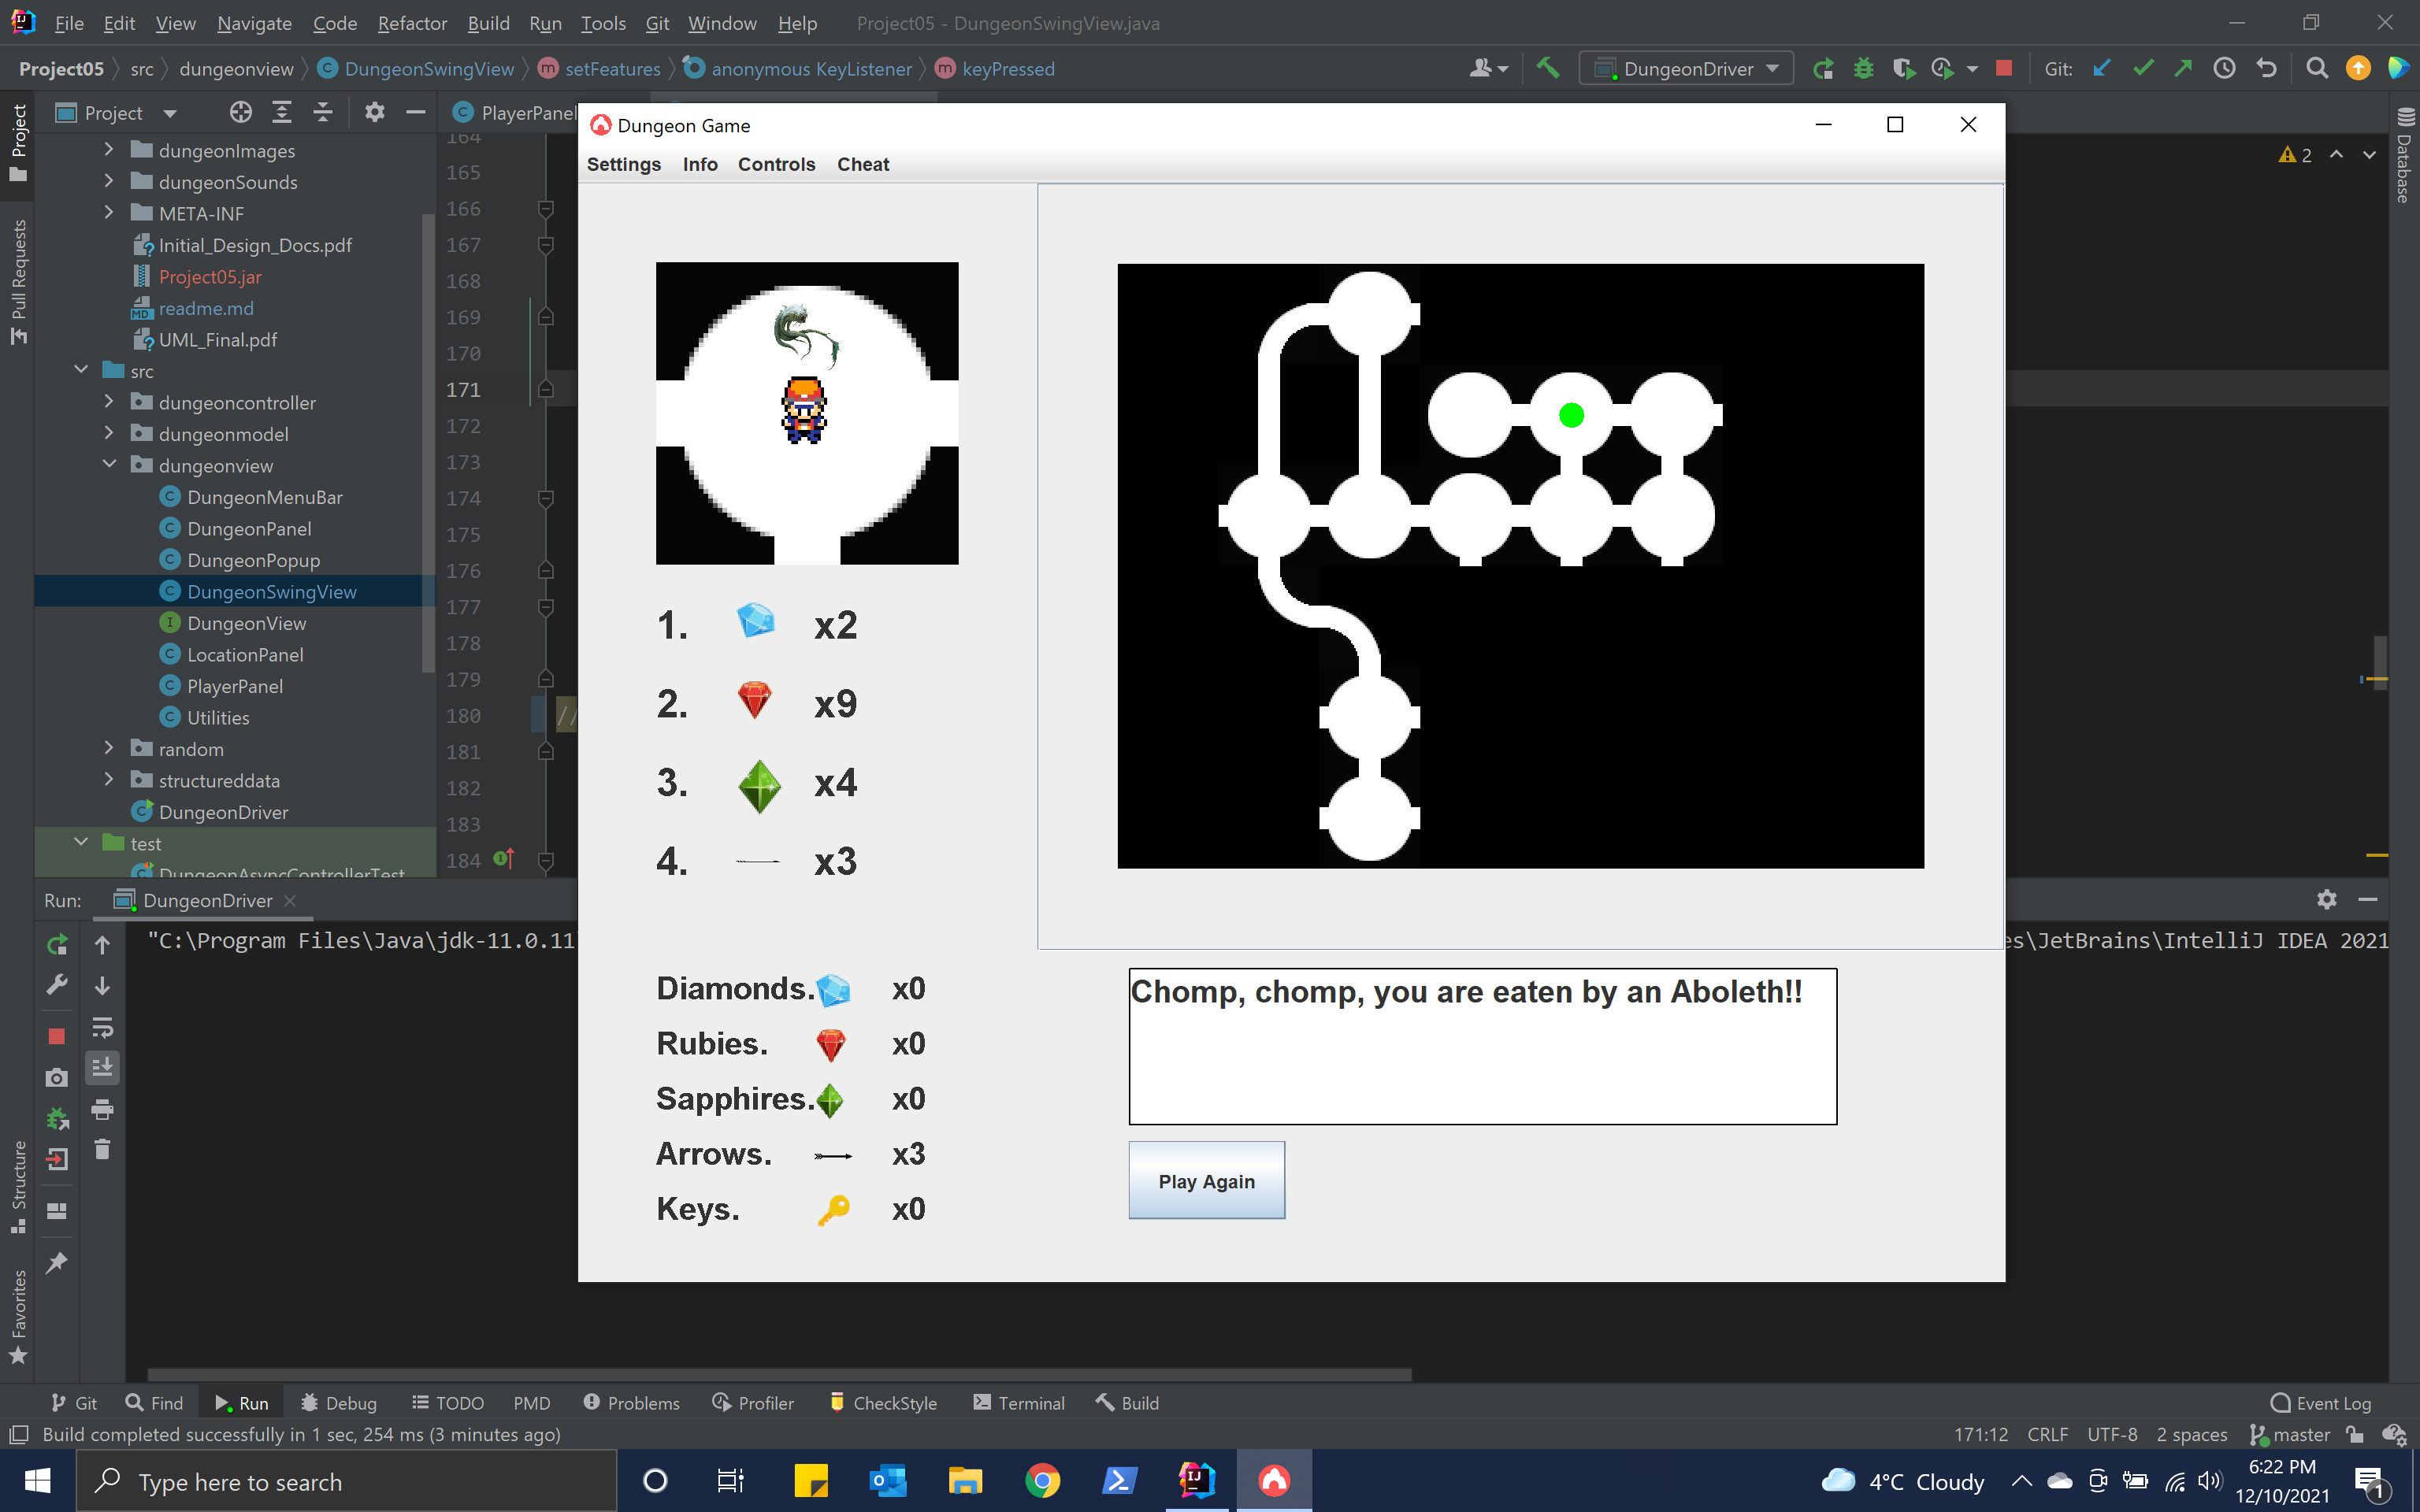 File Edit View Navigate Code Refactor Build Run Tools Git Window Help Project05 - DungeonSwingView.java
Project05 src dungeonview DungeonSwingView setFeatures anonymous KeyListener keyPressed DungeonDriver Git:
Project PlayerPanel
Project
Pull Requests
Structure
Favorites
Database
2
dungeonImages
dungeonSounds
META-INF
Initial_Design_Docs.pdf
Project05.jar
readme.md
UML_Final.pdf
src
dungeoncontroller
dungeonmodel
dungeonview
DungeonMenuBar
DungeonPanel
DungeonPopup
DungeonSwingView
DungeonView
LocationPanel
PlayerPanel
Utilities
random
structureddata
DungeonDriver
test
DungeonAsyncControllerTest
164
165
166
167
168
169
170
171
172
173
174
175
176
177
178
179
180 //
181
182
183
184
Dungeon Game
Settings Info Controls Cheat
1. x2
2. x9
3. x4
4. x3
Diamonds. x0
Rubies. x0
Sapphires. x0
Arrows. x3
Keys. x0
Chomp, chomp, you are eaten by an Aboleth!!
Play Again
Run: DungeonDriver
"C:\Program Files\Java\jdk-11.0.11 es\JetBrains\IntelliJ IDEA 2021
Git Find Run Debug TODO PMD Problems Profiler CheckStyle Terminal Build Event Log
Build completed successfully in 1 sec, 254 ms (3 minutes ago) 171:12 CRLF UTF-8 2 spaces master
Type here to search
4°C Cloudy
6:22 PM
12/10/2021
1